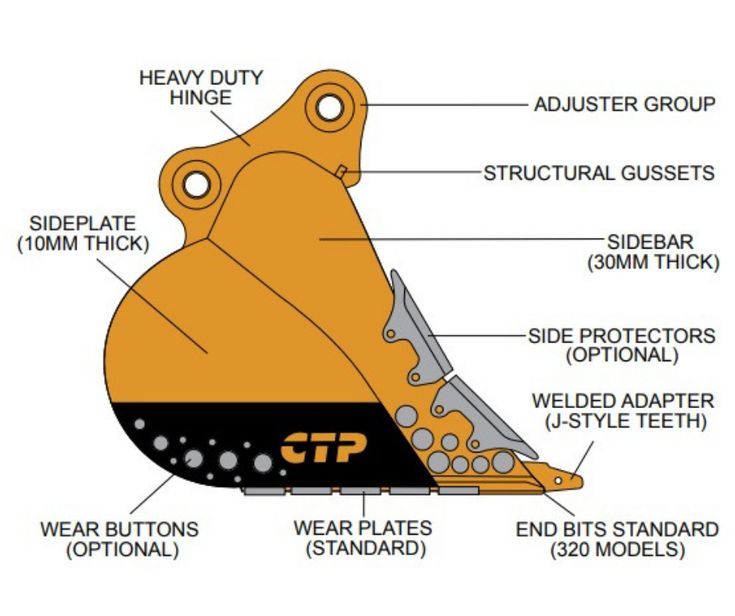 HEAVY DUTY
HINGE
ADJUSTER GROUP
STRUCTURAL GUSSETS
SIDEPLATE
(10MM THICK)
SIDEBAR
(30MM THICK)
SIDE PROTECTORS
(OPTIONAL)
WELDED ADAPTER
(J-STYLE TEETH)
CTP
WEAR BUTTONS
(OPTIONAL)
WEAR PLATES
(STANDARD)
END BITS STANDARD
(320 MODELS)